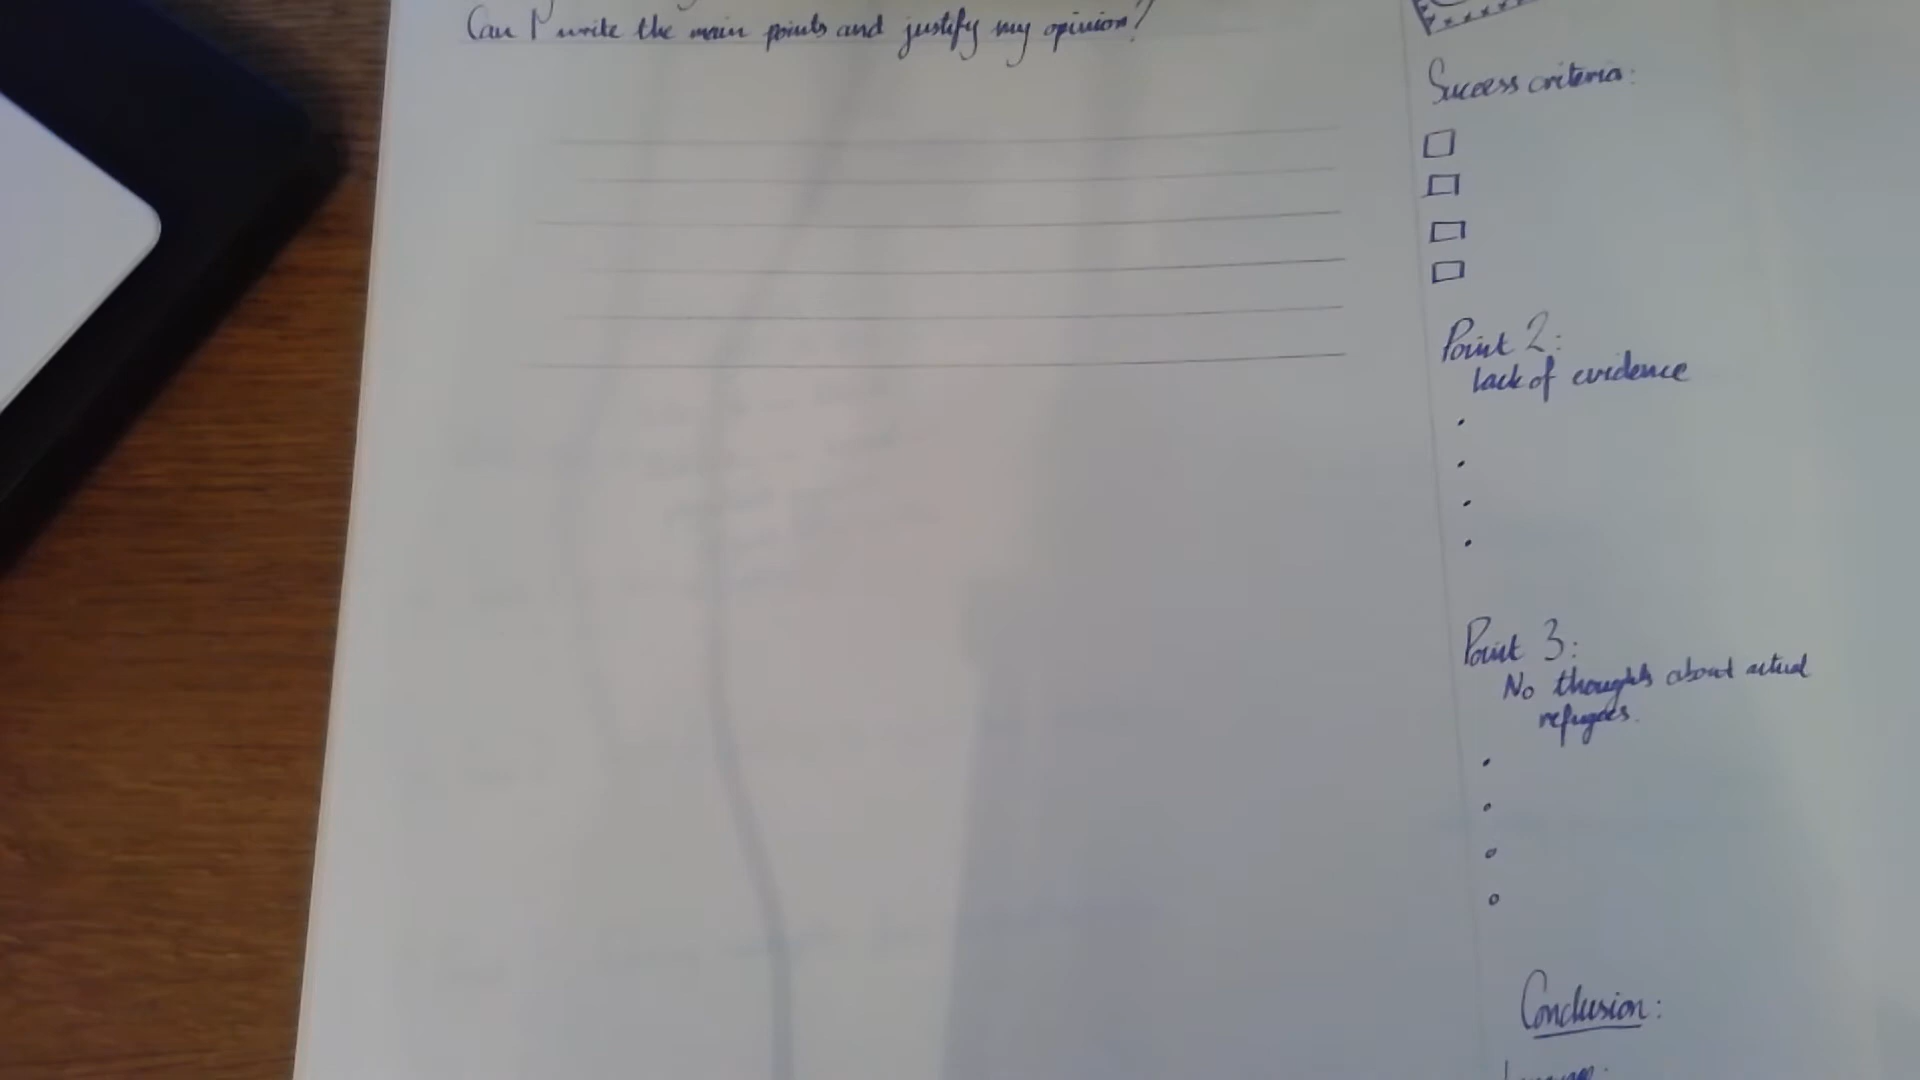 Can I write the main points and justify my opinion?
Success criteria:
Point 2:
lack of evidence
Point 3:
No thoughts about actual
refugees.
Conclusion: